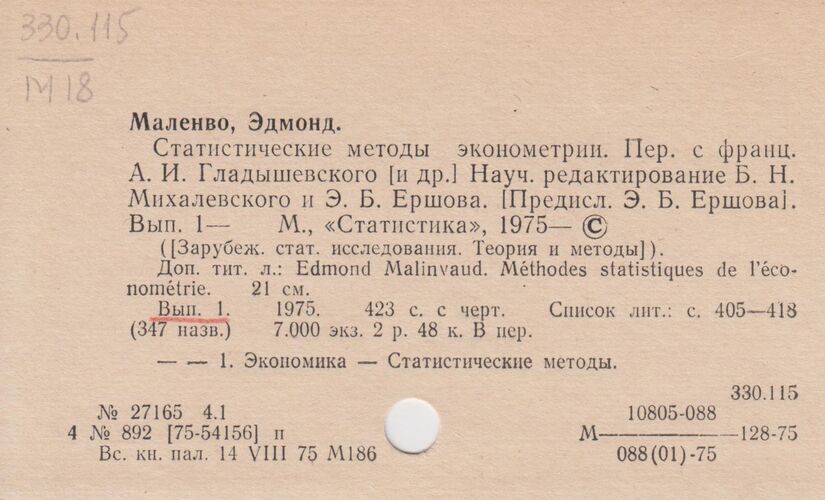 330.115
М 18
Маленво, Эдмонд.
Статистические методы эконометрии. Пер. с франц.
А. И. Гладышевского [и др.] Науч. редактирование Б. Н.
Михалевского и Э. Б. Ершова. [Предисл. Э. Б. Ершова].
Вып. 1— М., «Статистика», 1975— ©
([Зарубеж. стат. исследования. Теория и методы]).
Доп. тит. л.: Edmond Malinvaud. Méthodes statistiques de l'éco-
nométrie. 21 см.
Вып. 1. 1975. 423 с. с черт. Список лит.: с. 405—418
(347 назв.) 7.000 экз. 2 р. 48 к. В пер.
— — 1. Экономика — Статистические методы.
330.115
№ 27165 4.1 10805-088
4 № 892 [75-54156] п М————128-75
Вс. кн. пал. 14 VIII 75 М186 088(01)-75